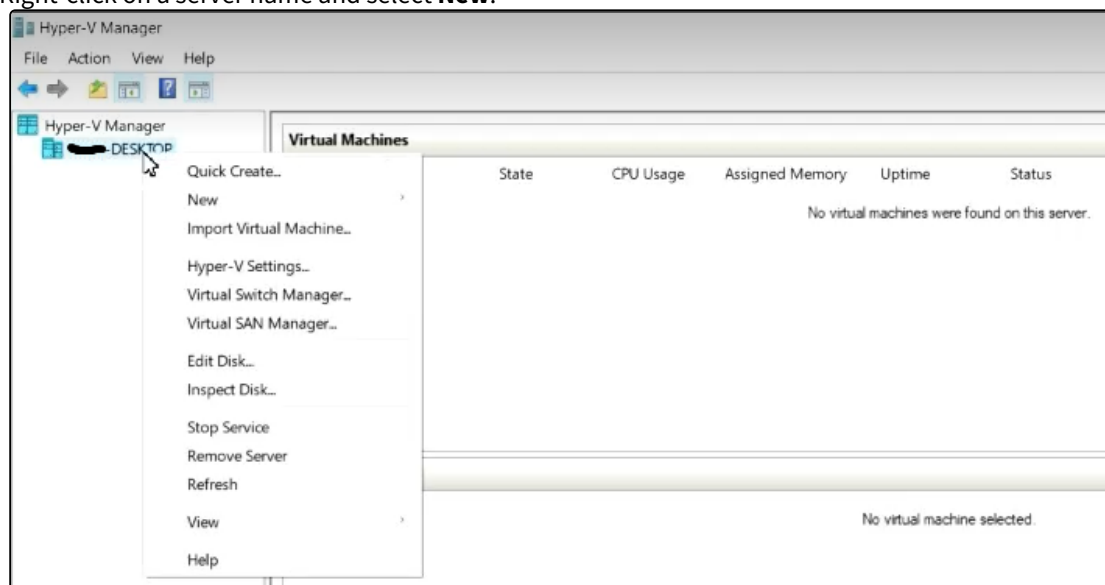 Right-click on a server name and select New.
Hyper-V Manager
File Action View Help
Hyper-V Manager
-DESKTOP
Virtual Machines
State CPU Usage Assigned Memory Uptime Status
No virtual machines were found on this server.
Quick Create...
New
Import Virtual Machine...
Hyper-V Settings...
Virtual Switch Manager...
Virtual SAN Manager...
Edit Disk...
Inspect Disk...
Stop Service
Remove Server
Refresh
View
Help
No virtual machine selected.